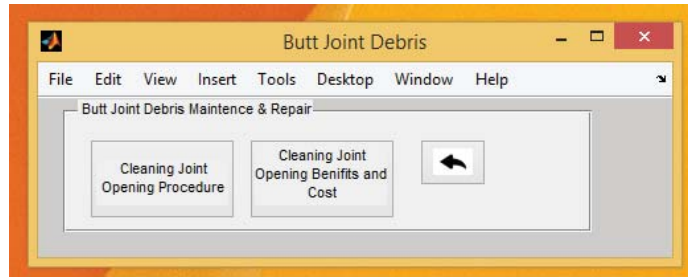 Butt Joint Debris
File Edit View Insert Tools Desktop Window Help
Butt Joint Debris Maintence & Repair
Cleaning Joint
Opening Procedure
Cleaning Joint
Opening Benifits and
Cost